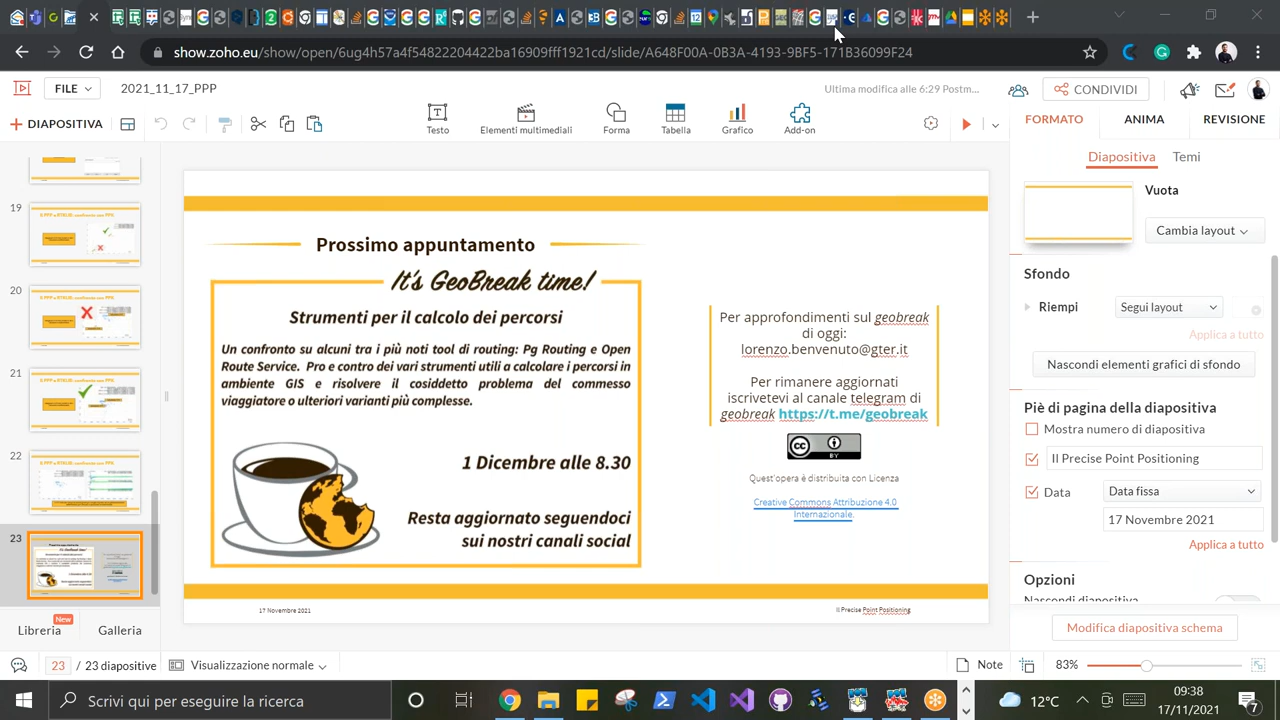 show.zoho.eu/show/open/6ug4h57a4f54822204422ba16909fff1921cd/slide/A648F00A-0B3A-4193-9BF5-171B36099F24
FILE
2021_11_17_PPP
Ultima modifica alle 6:29 Postm...
CONDIVIDI
DIAPOSITIVA
Testo
Elementi multimediali
Forma
Tabella
Grafico
Add-on
FORMATO
ANIMA
REVISIONE
Diapositiva
Temi
Vuota
Cambia layout
Sfondo
Riempi
Segui layout
Applica a tutto
Nascondi elementi grafici di sfondo
Piè di pagina della diapositiva
Mostra numero di diapositiva
Il Precise Point Positioning
Data
Data fissa
17 Novembre 2021
Applica a tutto
Opzioni
Nascondi diapositiva
Modifica diapositiva schema
19
20
21
22
23
Prossimo appuntamento
It's GeoBreak time!
Strumenti per il calcolo dei percorsi
Un confronto su alcuni tra i più noti tool di routing: Pg Routing e Open
Route Service. Pro e contro dei vari strumenti utili a calcolare i percorsi in
ambiente GIS e risolvere il cosiddetto problema del commesso
viaggiatore o ulteriori varianti più complesse.
1 Dicembre alle 8.30
Resta aggiornato seguendoci
sui nostri canali social
Per approfondimenti sul geobreak
di oggi:
lorenzo.benvenuto@gter.it
Per rimanere aggiornati
iscrivetevi al canale telegram di
geobreak https://t.me/geobreak
cc
BY
Quest'opera è distribuita con Licenza
Creative Commons Attribuzione 4.0
Internazionale.
17 Novembre 2021
Il Precise Point Positioning
New
Libreria
Galleria
23 / 23 diapositive
Visualizzazione normale
Note
83%
Scrivi qui per eseguire la ricerca
12°C
09:38
17/11/2021
7